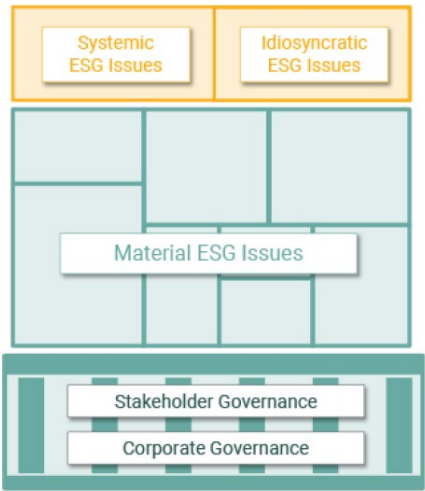 Systemic
ESG Issues
Idiosyncratic
ESG Issues
Material ESG Issues
Stakeholder Governance
Corporate Governance